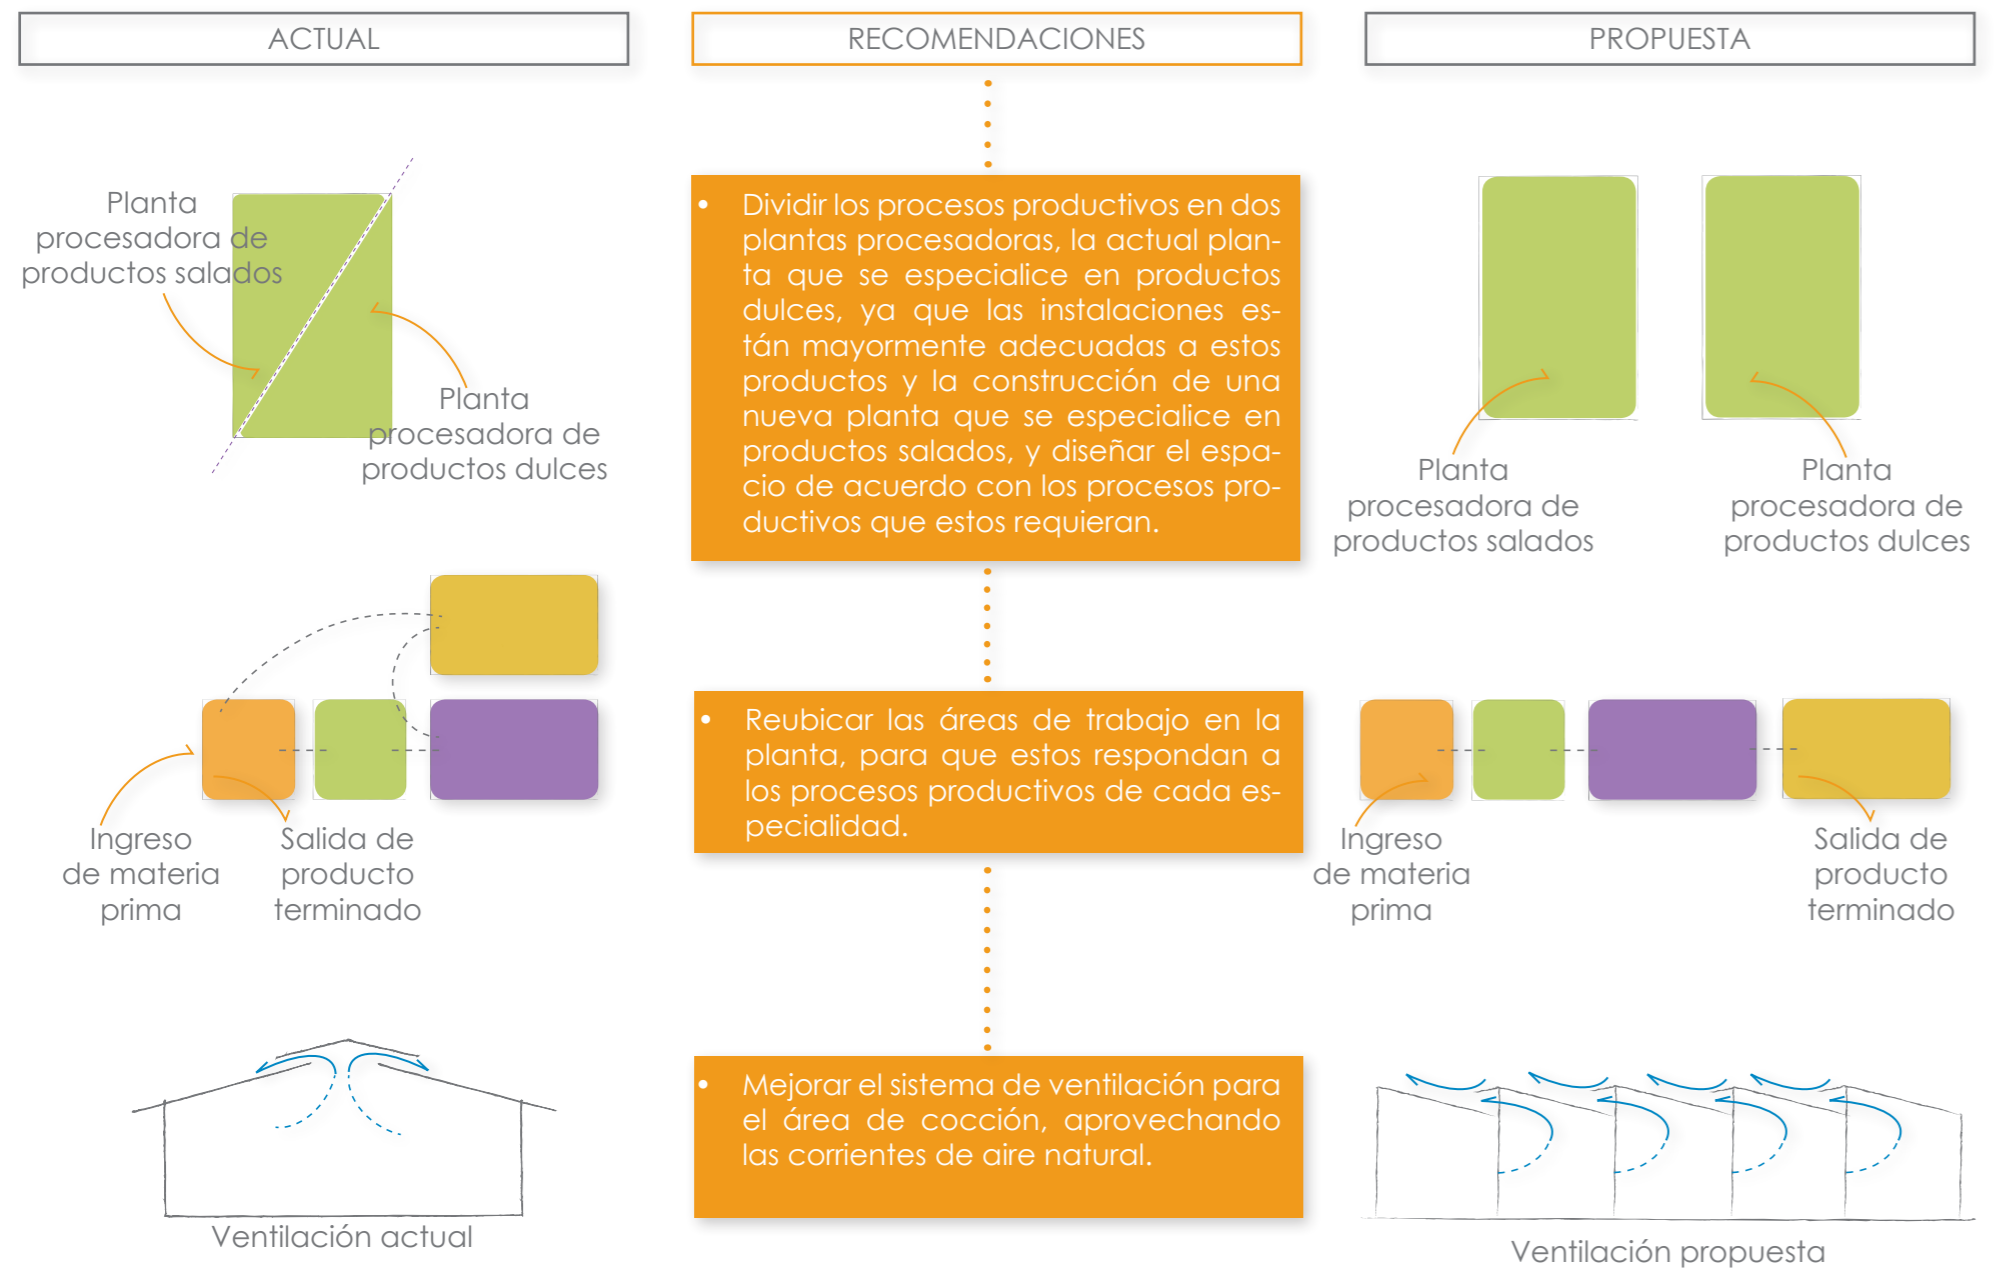 ACTUAL
RECOMENDACIONES
PROPUESTA
Planta
procesadora de
productos salados
Planta
procesadora de
productos dulces
• Dividir los procesos productivos en dos
plantas procesadoras, la actual plan-
ta que se especialice en productos
dulces, ya que las instalaciones es-
tán mayormente adecuadas a estos
productos y la construcción de una
nueva planta que se especialice en
productos salados, y diseñar el espa-
cio de acuerdo con los procesos pro-
ductivos que estos requieran.
Planta
procesadora de
productos salados
Planta
procesadora de
productos dulces
Ingreso
de materia
prima
Salida de
producto
terminado
• Reubicar las áreas de trabajo en la
planta, para que estos respondan a
los procesos productivos de cada es-
pecialidad.
Ingreso
de materia
prima
Salida de
producto
terminado
Ventilación actual
• Mejorar el sistema de ventilación para
el área de cocción, aprovechando
las corrientes de aire natural.
Ventilación propuesta